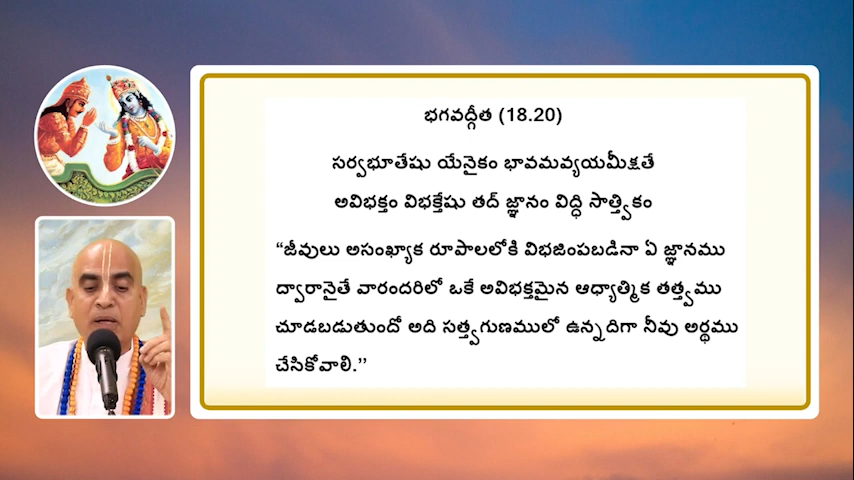 భగవద్గీత (18.20)
సర్వభూతేషు యేనైకం భావమవ్యయమీక్షతే
అవిభక్తం విభక్తేషు తద్ జ్ఞానం విద్ధి సాత్త్వికం
“జీవులు అసంఖ్యాక రూపాలలోకి విభజింపబడినా ఏ జ్ఞానము
ద్వారానైతే వారందరిలో ఒకే అవిభక్తమైన ఆధ్యాత్మిక తత్త్వము
చూడబడుతుందో అది సత్త్వగుణములో ఉన్నదిగా నీవు అర్థము
చేసికోవాలి.’’